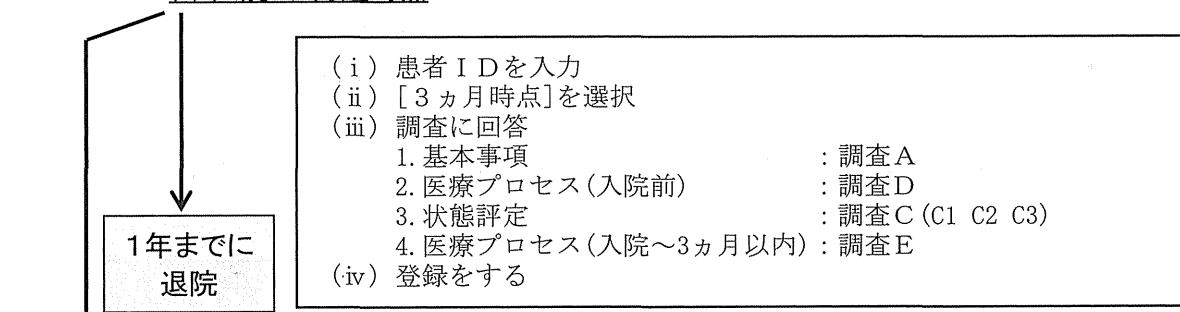 (ⅰ) 患者ＩＤを入力
(ⅱ) [３ヵ月時点]を選択
(ⅲ) 調査に回答
1. 基本事項 : 調査A
2. 医療プロセス(入院前) : 調査D
3. 状態評定 : 調査C (C1 C2 C3)
4. 医療プロセス(入院～3ヵ月以内) : 調査E
(ⅳ) 登録をする
1年までに
退院